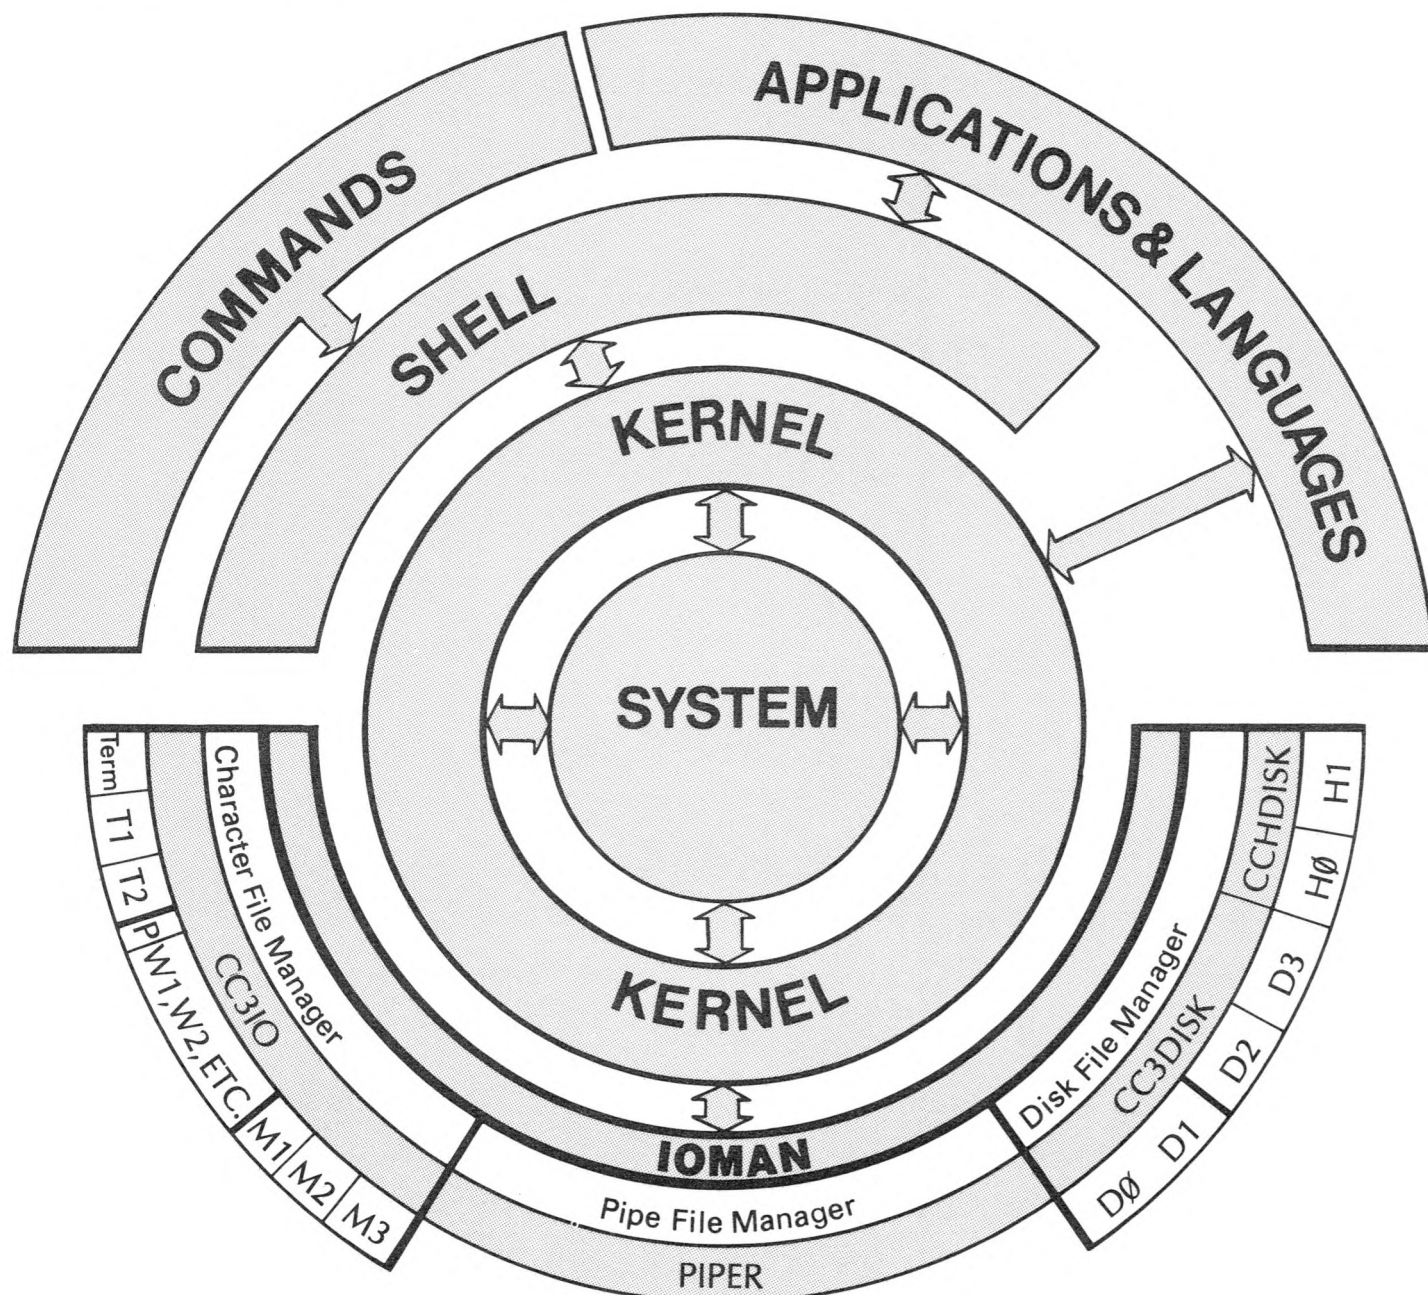 APPLICATIONS & LANGUAGES
COMMANDS
SHELL
KERNEL
SYSTEM
KERNEL
IOMAN
Character File Manager
CC3IO
Term
T1
T2
P
W1, W2, ETC.
M1
M2
M3
Pipe File Manager
PIPER
Disk File Manager
CC3DISK
CCHDISK
DØ
D1
D2
D3
HØ
H1